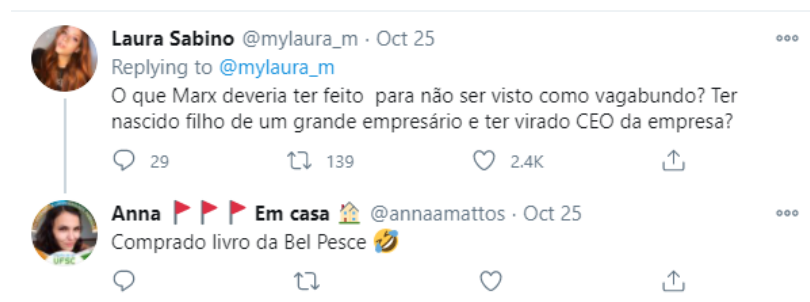 Laura Sabino @mylaura_m · Oct 25
Replying to @mylaura_m
O que Marx deveria ter feito para não ser visto como vagabundo? Ter
nascido filho de um grande empresário e ter virado CEO da empresa?
29 139 2.4K
Anna 🚩🚩🚩 Em casa 🏡 @annaamattos · Oct 25
Comprado livro da Bel Pesce 🤣
UFSC